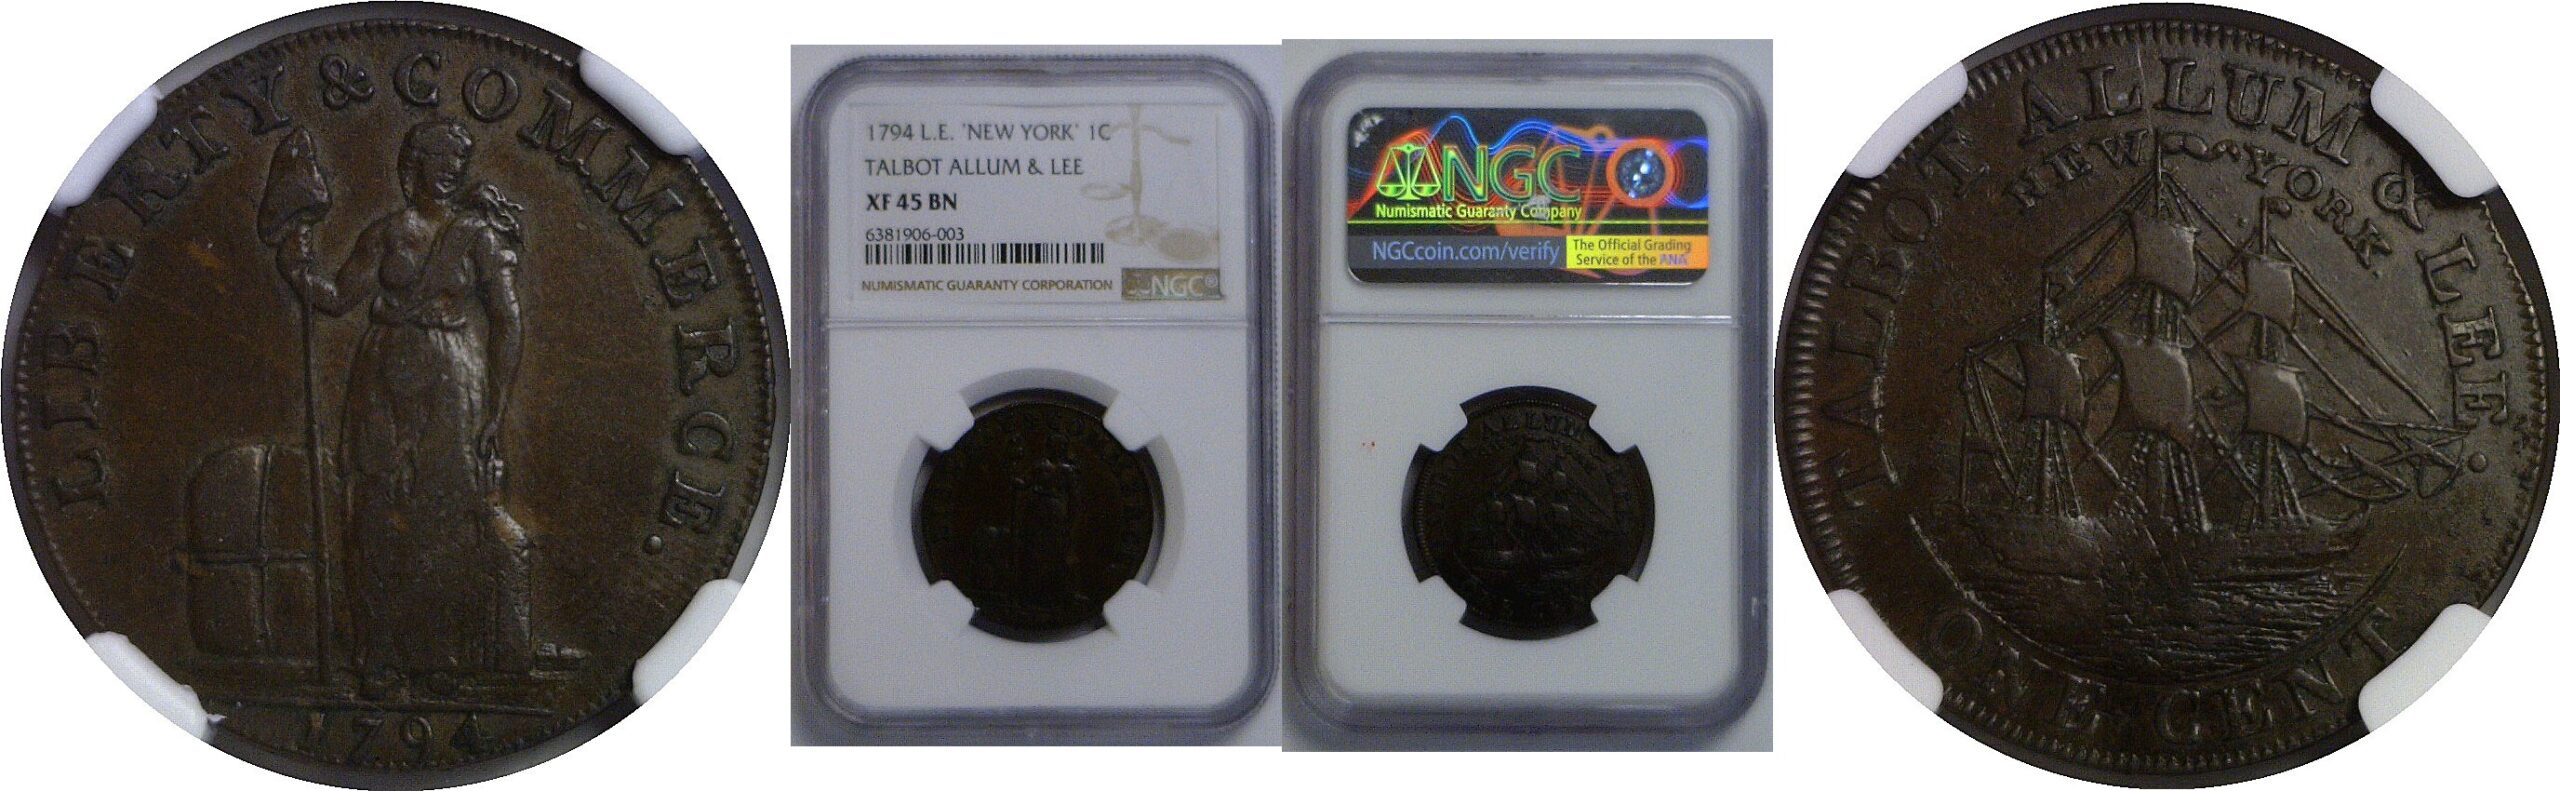 LIBERTY & COMMERCE.
1794
1794 L.E. 'NEW YORK' 1C
TALBOT ALLUM & LEE
XF 45 BN
6381906-003
NUMISMATIC GUARANTY CORPORATION
NGC®
NGC
Numismatic Guaranty Company
NGCcoin.com/verify
The Official Grading
Service of the ANA
TALBOT ALLUM & LEE.
NEW YORK
ONE CENT